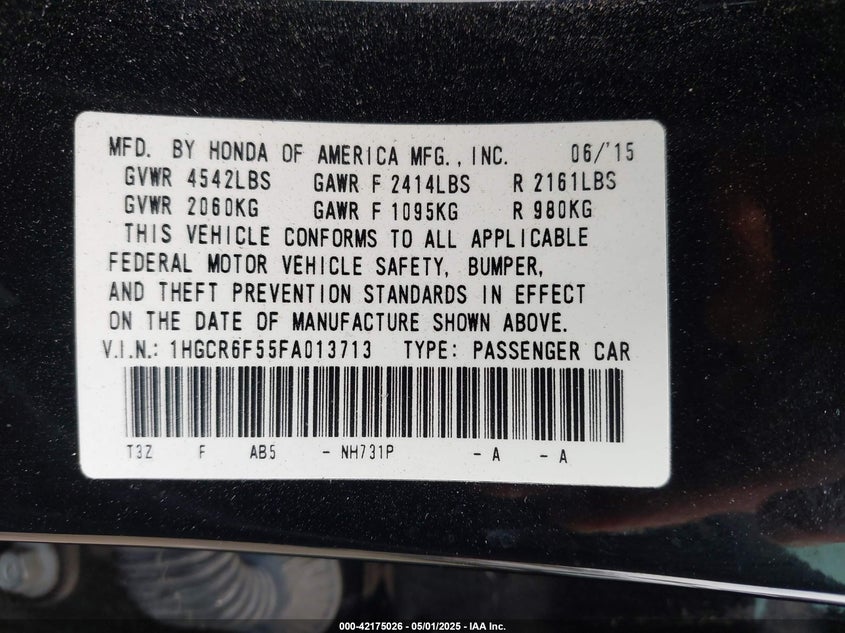 MFD. BY HONDA OF AMERICA MFG., INC. 06/'15
GVWR 4542LBS GAWR F 2414LBS R 2161LBS
GVWR 2060KG GAWR F 1095KG R 980KG
THIS VEHICLE CONFORMS TO ALL APPLICABLE
FEDERAL MOTOR VEHICLE SAFETY, BUMPER,
AND THEFT PREVENTION STANDARDS IN EFFECT
ON THE DATE OF MANUFACTURE SHOWN ABOVE.
V.I.N.: 1HGCR6F55FA013713 TYPE: PASSENGER CAR
T3Z F AB5 - NH731P - A - A
000-42175026 - 05/01/2025 - IAA Inc.